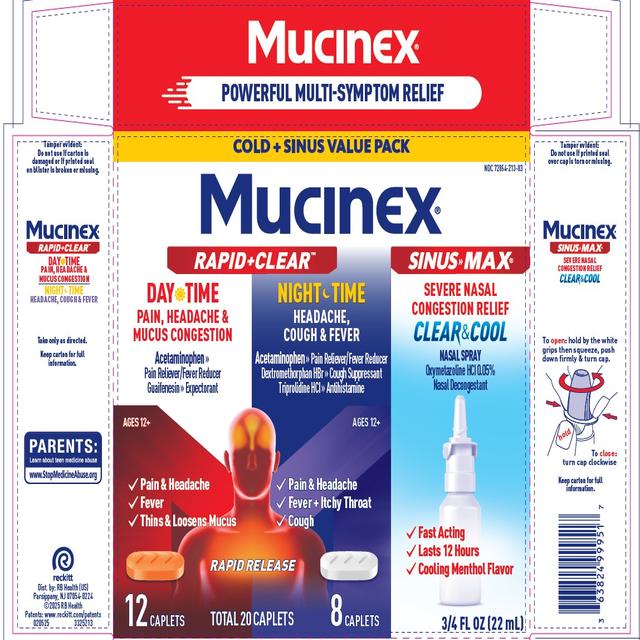 Mucinex®
POWERFUL MULTI-SYMPTOM RELIEF
COLD + SINUS VALUE PACK
NDC 72854-213-83
Mucinex®
RAPID+CLEAR™
DAY TIME
PAIN, HEADACHE &
MUCUS CONGESTION
Acetaminophen »
Pain Reliever/Fever Reducer
Guaifenesin » Expectorant
AGES 12+
✓ Pain & Headache
✓ Fever
✓ Thins & Loosens Mucus
12 CAPLETS
NIGHT TIME
HEADACHE,
COUGH & FEVER
Acetaminophen » Pain Reliever/Fever Reducer
Dextromethorphan HBr » Cough Suppressant
Triprolidine HCl » Antihistamine
AGES 12+
✓ Pain & Headache
✓ Fever + Itchy Throat
✓ Cough
RAPID RELEASE
TOTAL 20 CAPLETS
8 CAPLETS
SINUS-MAX®
SEVERE NASAL
CONGESTION RELIEF
CLEAR & COOL
NASAL SPRAY
Oxymetazoline HCl 0.05%
Nasal Decongestant
✓ Fast Acting
✓ Lasts 12 Hours
✓ Cooling Menthol Flavor
3/4 FL OZ (22 mL)
Tamper evident:
Do not use if carton is
damaged or if printed seal
on blister is broken or missing.
Mucinex®
RAPID+CLEAR™
DAY TIME
PAIN, HEADACHE &
MUCUS CONGESTION
NIGHT TIME
HEADACHE, COUGH & FEVER
Take only as directed.
Keep carton for full
information.
PARENTS:
Learn about teen medicine abuse
www.StopMedicineAbuse.org
reckitt
Dist. by: RB Health (US)
Parsippany, NJ 07054-0224
©2025 RB Health
Patents: www.reckitt.com/patents
020525 3325213
Tamper evident:
Do not use if printed seal
over cap is torn or missing.
Mucinex®
SINUS-MAX®
SEVERE NASAL
CONGESTION RELIEF
CLEAR & COOL
To open: hold by the white
grips then squeeze, push
down firmly & turn cap.
hold
To close:
turn cap clockwise
Keep carton for full
information.
3 63824 99951 7